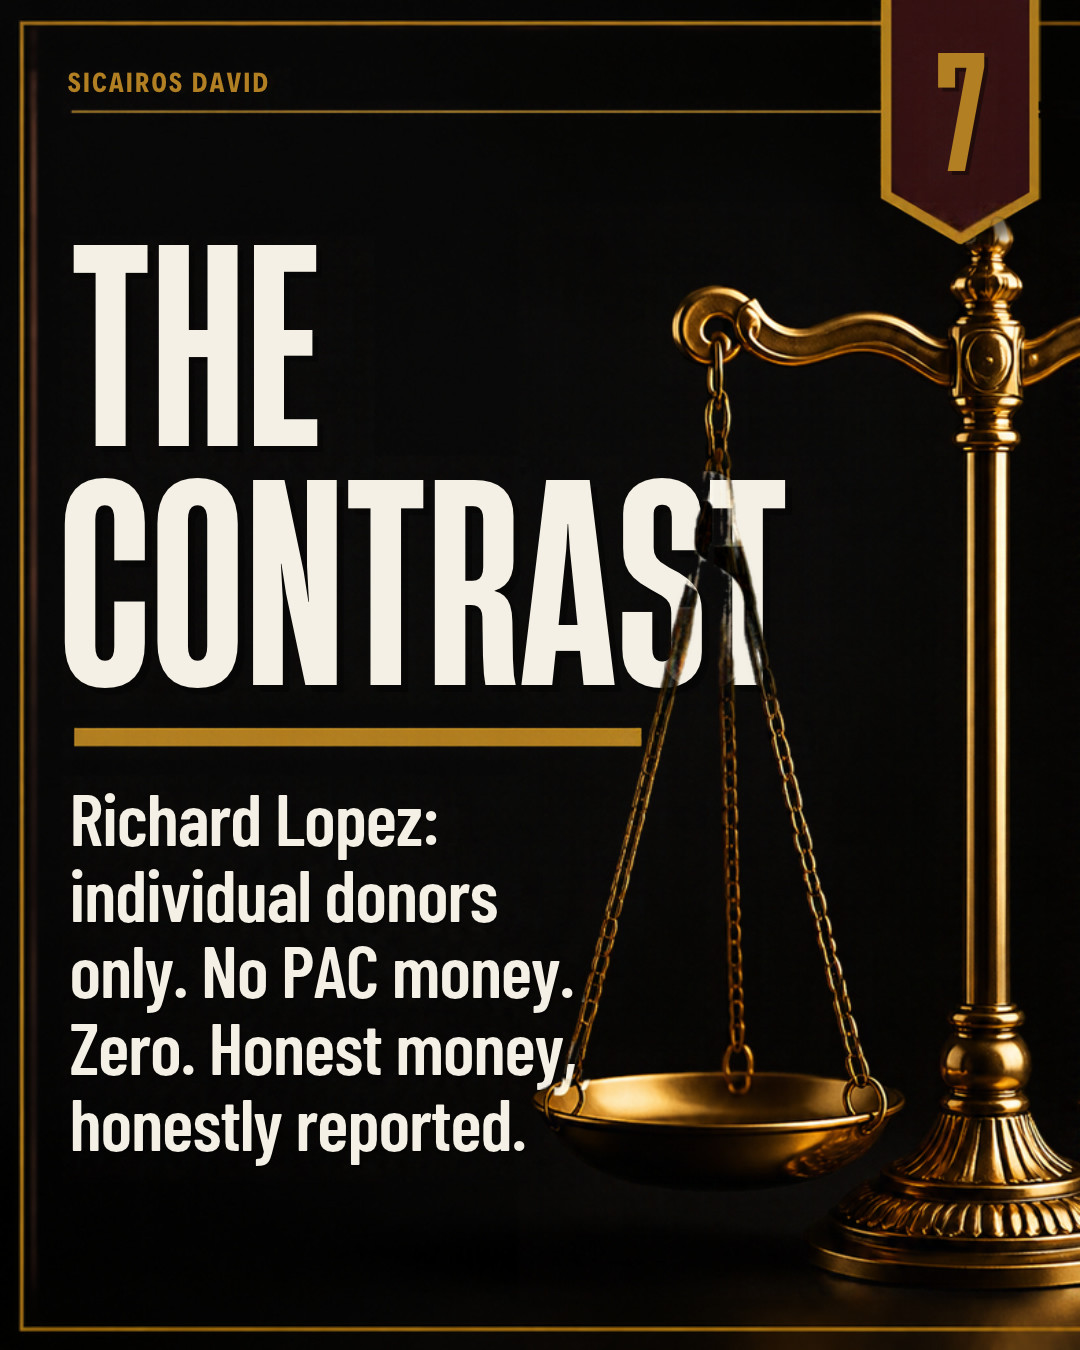 SICAIROS DAVID
7
THE
CONTRAST
Richard Lopez:
individual donors
only. No PAC money.
Zero. Honest money,
honestly reported.